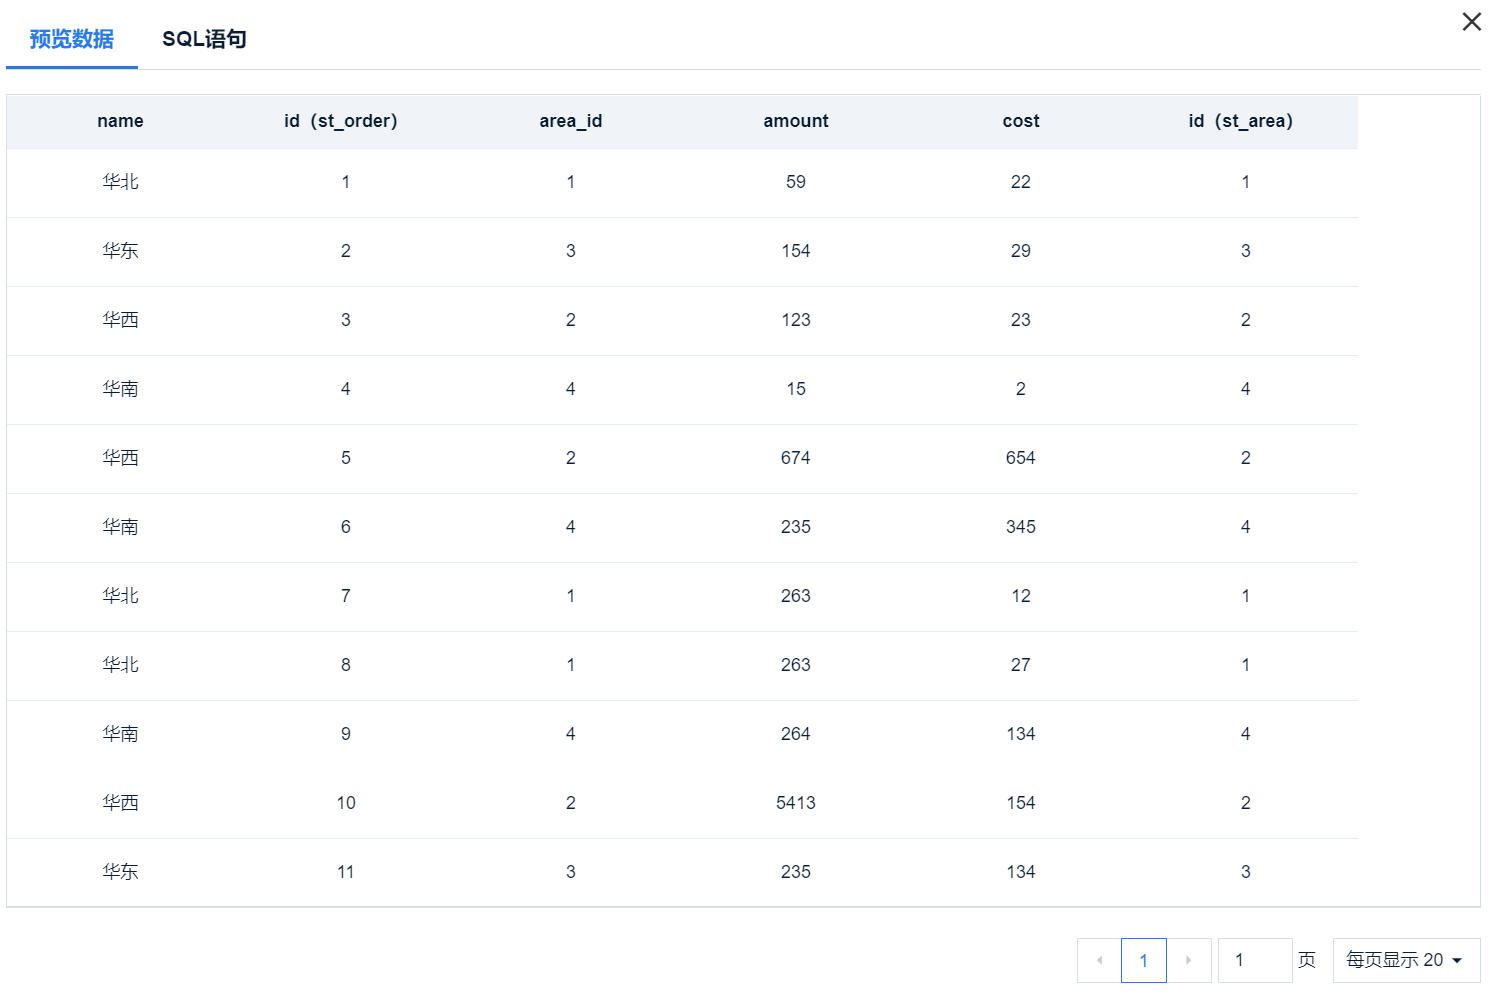 预览数据 SQL语句
name id（st_order） area_id amount cost id（st_area）
华北 1 1 59 22 1
华东 2 3 154 29 3
华西 3 2 123 23 2
华南 4 4 15 2 4
华西 5 2 674 654 2
华南 6 4 235 345 4
华北 7 1 263 12 1
华北 8 1 263 27 1
华南 9 4 264 134 4
华西 10 2 5413 154 2
华东 11 3 235 134 3
1 1 页 每页显示 20